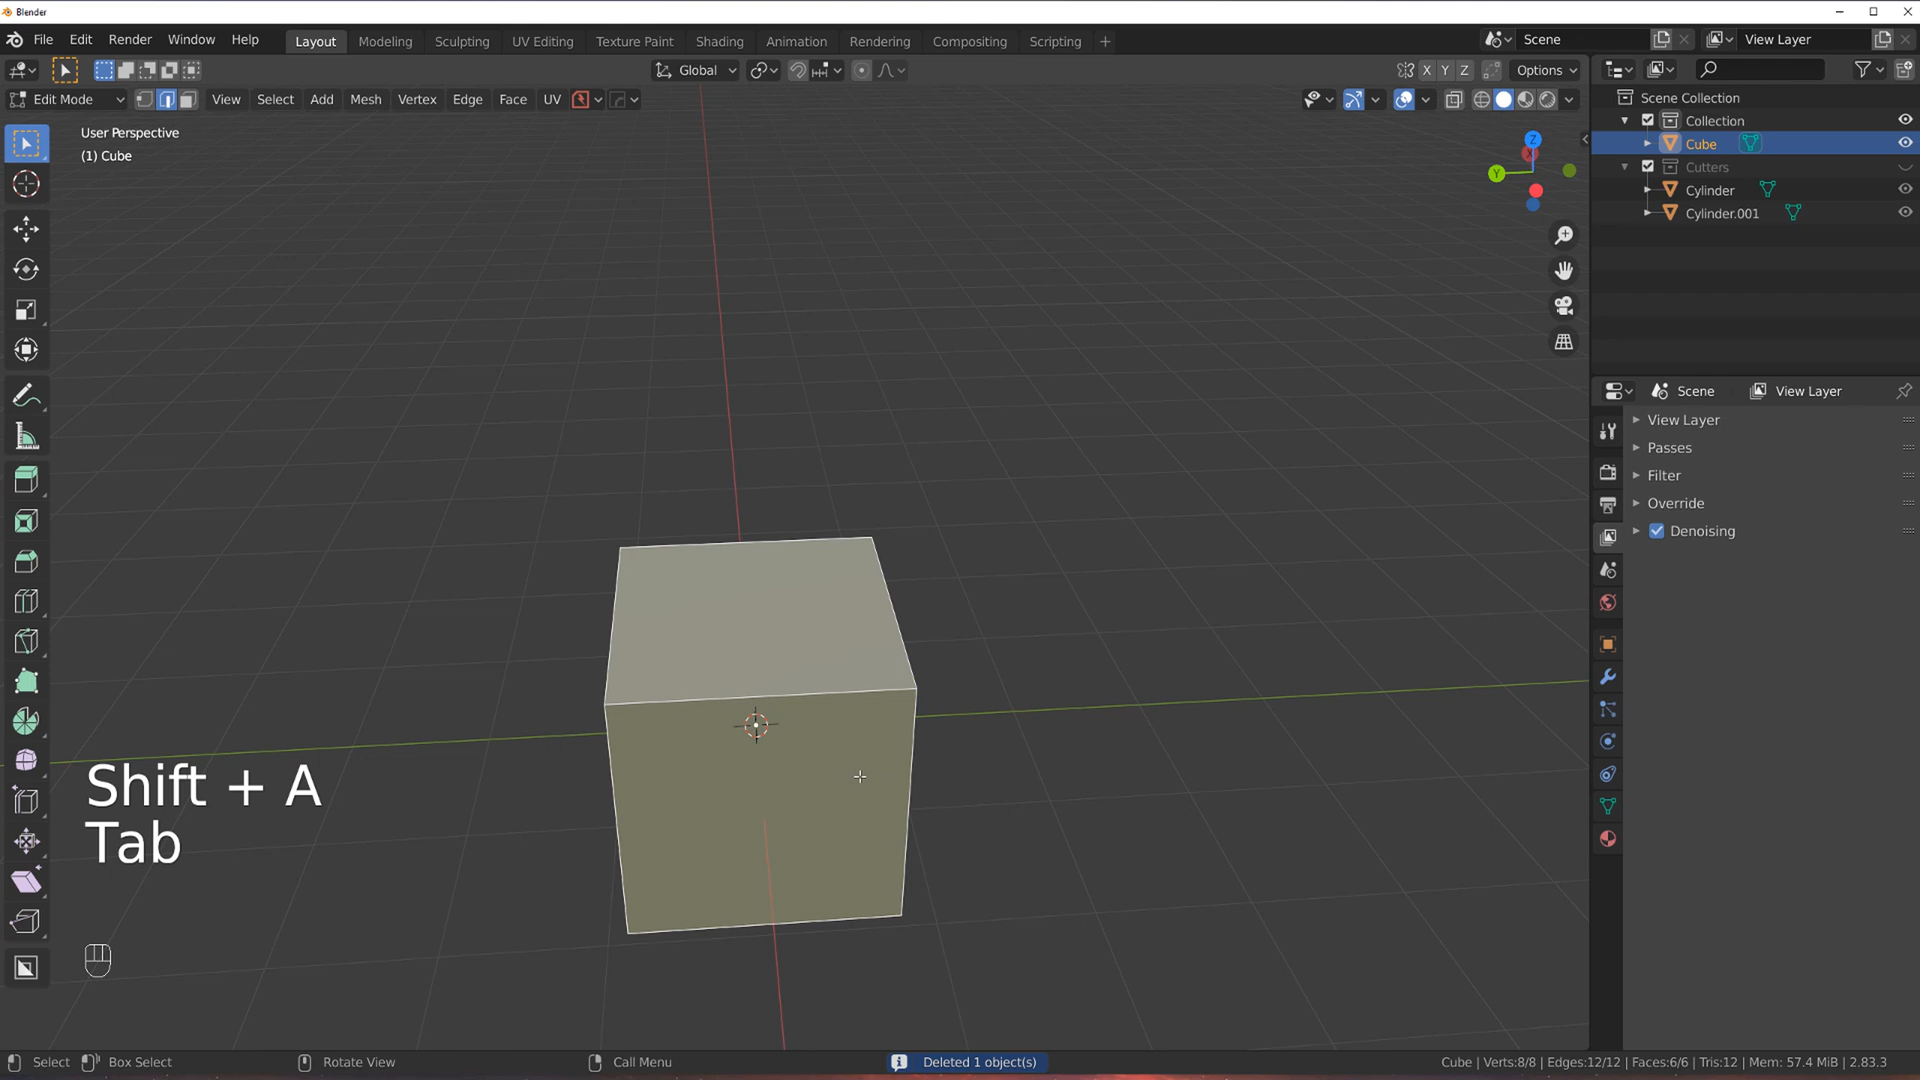 Blender
File Edit Render Window Help Layout Modeling Sculpting UV Editing Texture Paint Shading Animation Rendering Compositing Scripting + Scene View Layer
Global X Y Z Options
Edit Mode View Select Add Mesh Vertex Edge Face UV
Scene Collection
Collection
Cube
Cutters
Cylinder
Cylinder.001
User Perspective
(1) Cube
Z
X
Y
Scene View Layer
View Layer
Passes
Filter
Override
Denoising
Shift + A
Tab
Select Box Select Rotate View Call Menu Deleted 1 object(s) Cube | Verts:8/8 | Edges:12/12 | Faces:6/6 | Tris:12 | Mem: 57.4 MiB | 2.83.3